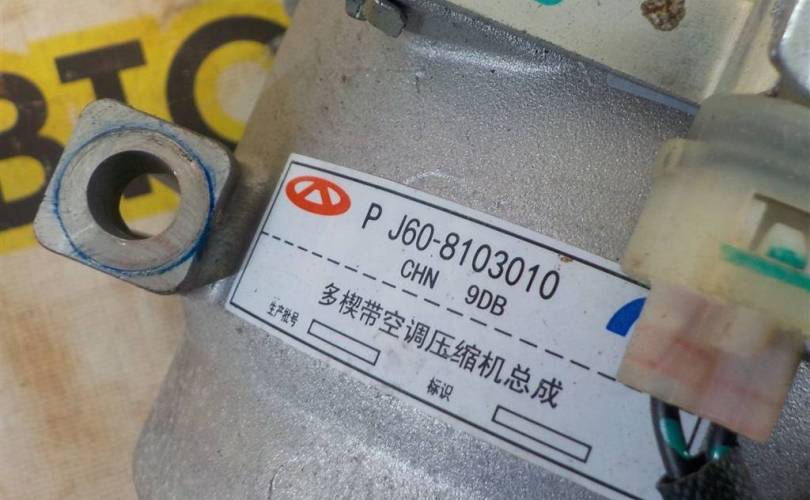 ВТО
P J60-8103010
CHN 9DB
多楔带空调压缩机总成
生产批号
标识